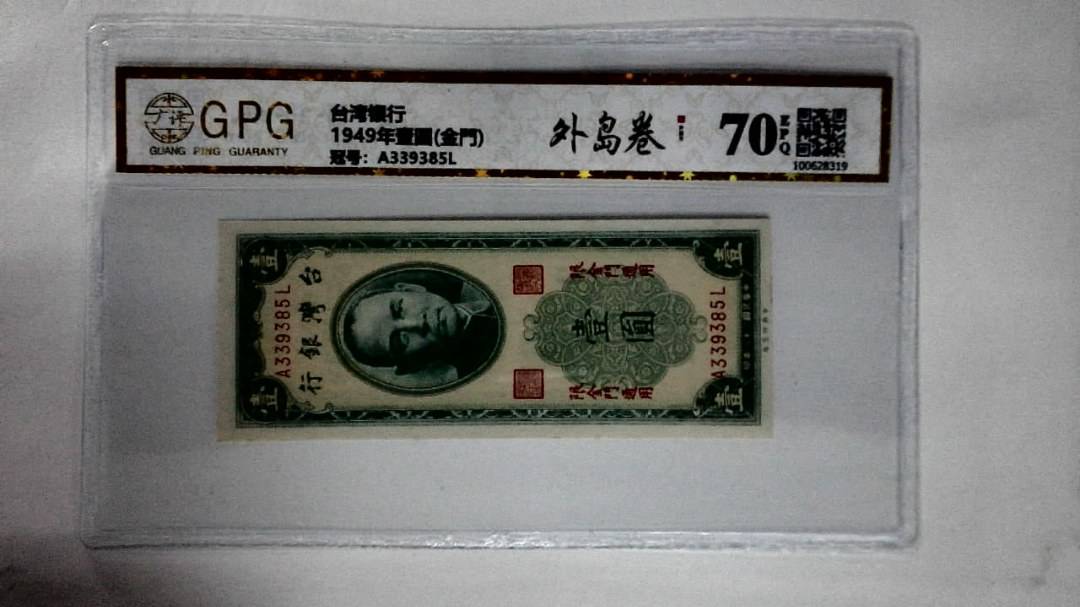 GPG
GUANG PING GUARANTY
台湾银行
1949年壹圓(金門)
冠号：A339385L
外岛卷
70
EPQ
100628319
壹
壹
台灣銀行
A339385L
限金門通用
壹圓
限金門通用
A339385L
壹
壹